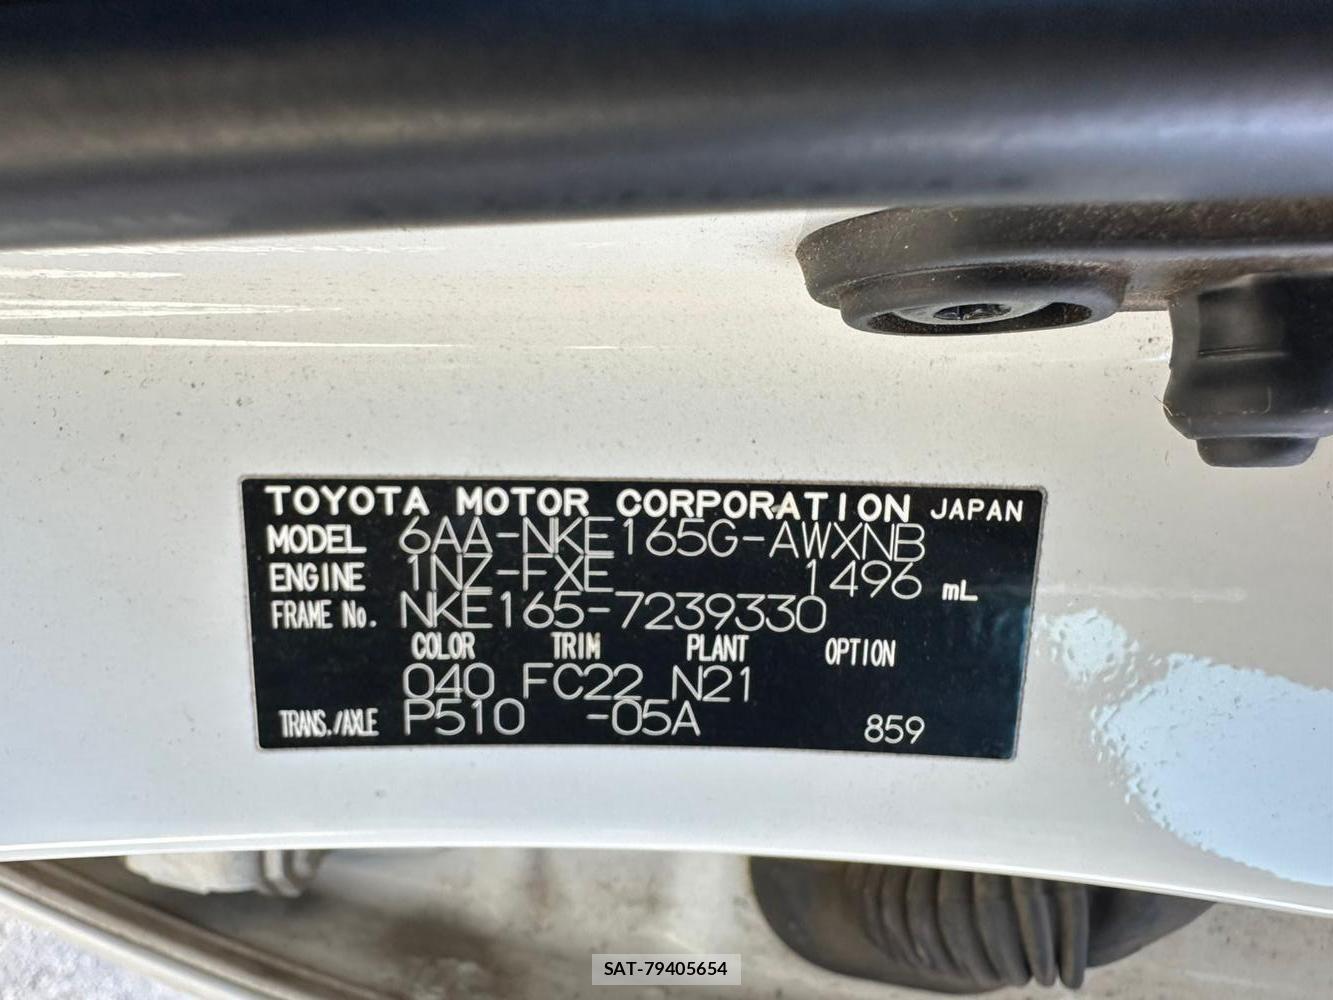 TOYOTA MOTOR CORPORATION JAPAN
MODEL 6AA-NKE165G-AWXNB
ENGINE 1NZ-FXE 1496 mL
FRAME No. NKE165-7239330
COLOR TRIM PLANT OPTION
040 FC22 N21
TRANS./AXLE P510 -05A 859
SAT-79405654